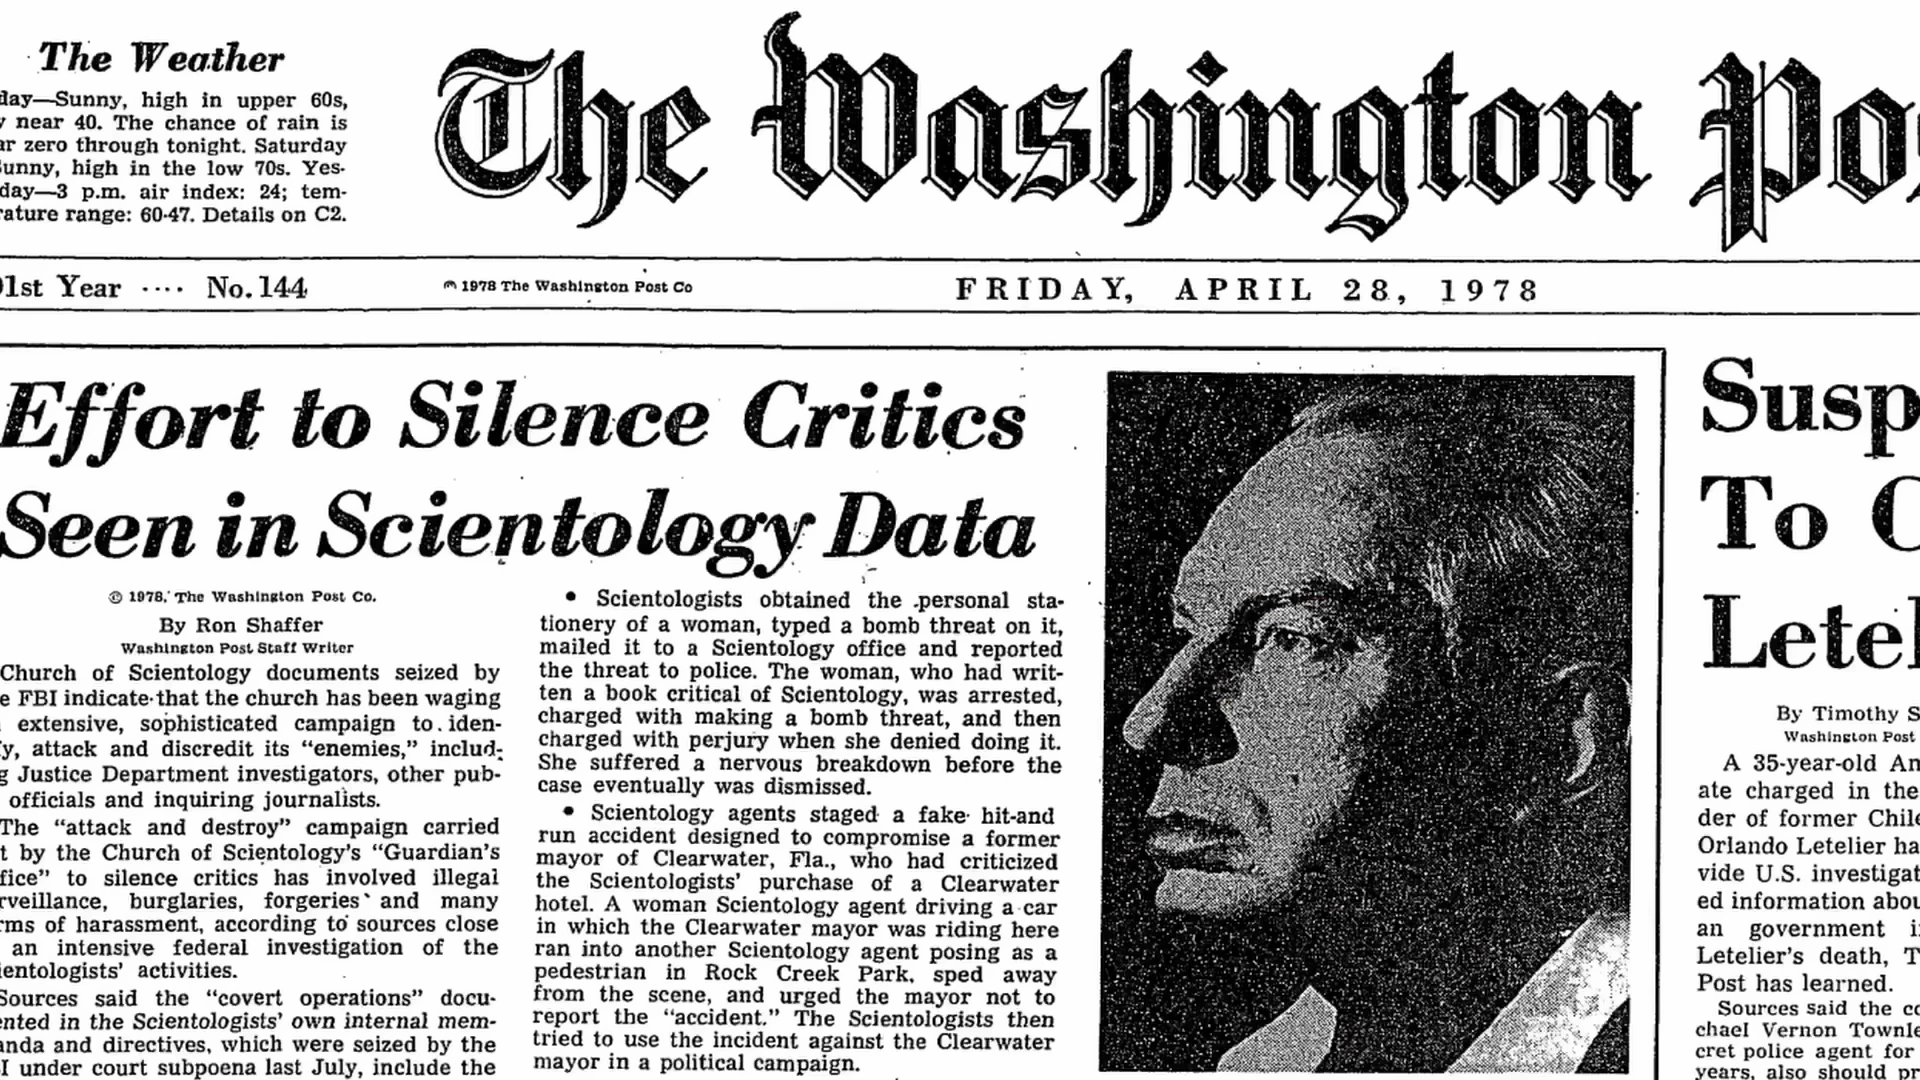 The Weather
day—Sunny, high in upper 60s,
near 40. The chance of rain is
zero through tonight. Saturday
Sunny, high in the low 70s. Yes-
day—3 p.m. air index: 24; tem-
rature range: 60-47. Details on C2.
The Washington Po
1st Year .... No. 144
© 1978 The Washington Post Co
FRIDAY, APRIL 28, 1978
Effort to Silence Critics
Seen in Scientology Data
© 1978, The Washington Post Co.
By Ron Shaffer
Washington Post Staff Writer
Church of Scientology documents seized by
e FBI indicate that the church has been waging
extensive, sophisticated campaign to iden-
y, attack and discredit its “enemies,” includ-
g Justice Department investigators, other pub-
officials and inquiring journalists.
The “attack and destroy” campaign carried
t by the Church of Scientology's “Guardian's
fice” to silence critics has involved illegal
rveillance, burglaries, forgeries and many
rms of harassment, according to sources close
an intensive federal investigation of the
ientologists' activities.
Sources said the “covert operations” docu-
ented in the Scientologists' own internal mem-
anda and directives, which were seized by the
I under court subpoena last July, include the
• Scientologists obtained the personal sta-
tionery of a woman, typed a bomb threat on it,
mailed it to a Scientology office and reported
the threat to police. The woman, who had writ-
ten a book critical of Scientology, was arrested,
charged with making a bomb threat, and then
charged with perjury when she denied doing it.
She suffered a nervous breakdown before the
case eventually was dismissed.
• Scientology agents staged a fake hit-and
run accident designed to compromise a former
mayor of Clearwater, Fla., who had criticized
the Scientologists' purchase of a Clearwater
hotel. A woman Scientology agent driving a car
in which the Clearwater mayor was riding here
ran into another Scientology agent posing as a
pedestrian in Rock Creek Park, sped away
from the scene, and urged the mayor not to
report the “accident.” The Scientologists then
tried to use the incident against the Clearwater
mayor in a political campaign.
Susp
To C
Letel
By Timothy S
Washington Post
A 35-year-old Am
ate charged in the
der of former Chile
Orlando Letelier ha
vide U.S. investigat
ed information abou
an government i
Letelier's death, T
Post has learned.
Sources said the co
chael Vernon Townle
cret police agent for
years, also should pr